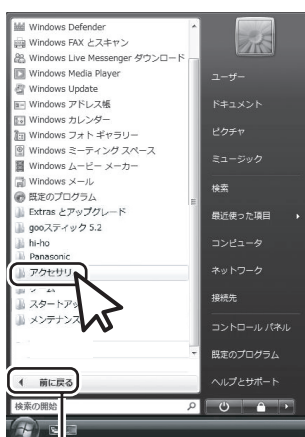 Windows Defender
Windows FAX とスキャン
Windows Live Messenger ダウンロード
Windows Media Player
Windows Update
Windows アドレス帳
Windows カレンダー
Windows フォト ギャラリー
Windows ミーティング スペース
Windows ムービー メーカー
Windows メール
既定のプログラム
Extras とアップグレード
gooスティック 5.2
hi-ho
Panasonic
アクセサリ
スタートアッ
メンテナンス
前に戻る
検索の開始
ユーザー
ドキュメント
ピクチャ
ミュージック
検索
最近使った項目
コンピュータ
ネットワーク
接続先
コントロール パネル
既定のプログラム
ヘルプとサポート